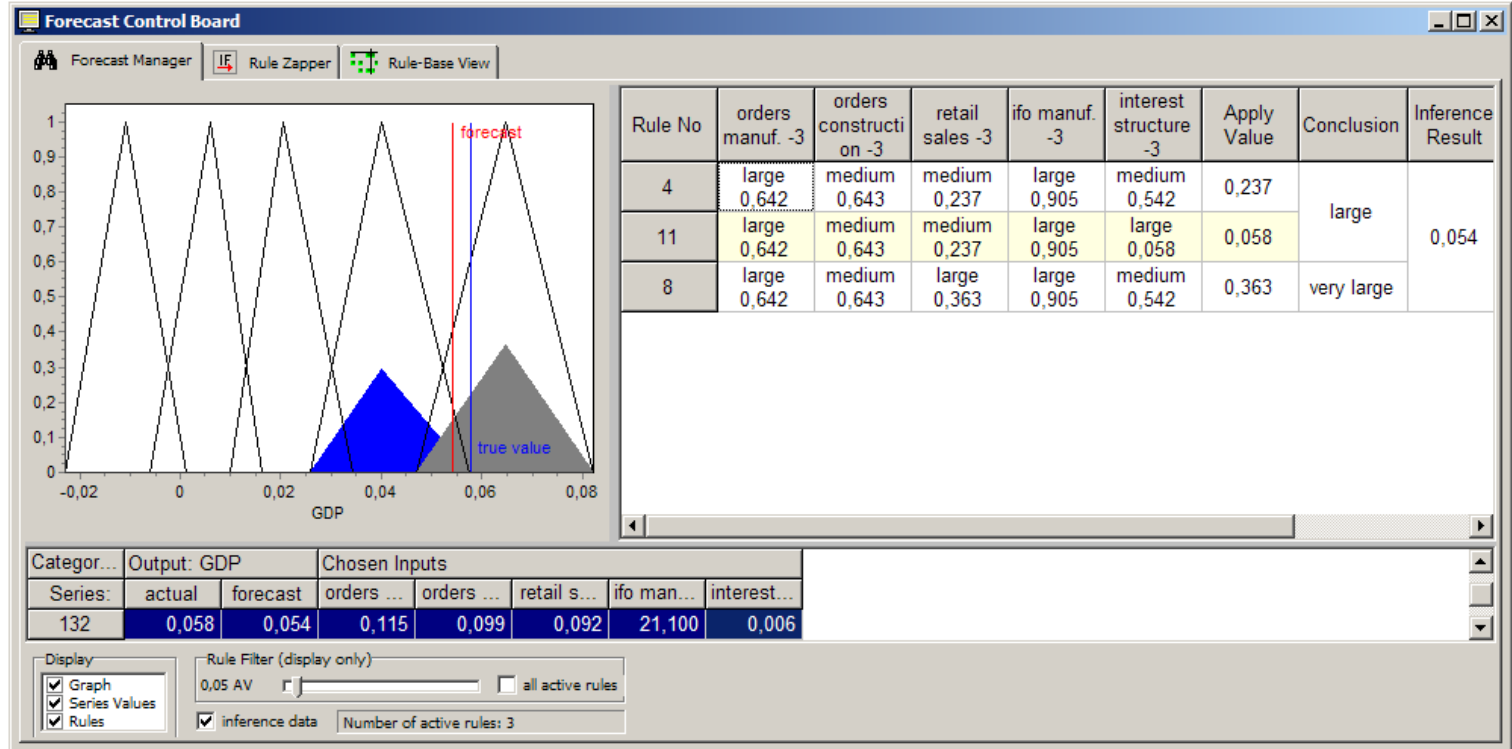 Forecast Control Board
Forecast Manager IF Rule Zapper Rule-Base View
1
0,9
0,8
0,7
0,6
0,5
0,4
0,3
0,2
0,1
0
forecast
true value
-0,02 0 0,02 0,04 0,06 0,08
GDP
Rule No orders manuf. -3 orders constructi on -3 retail sales -3 ifo manuf. -3 interest structure -3 Apply Value Conclusion Inference Result
4 large 0,642 medium 0,643 medium 0,237 large 0,905 medium 0,542 0,237 large 0,054
11 large 0,642 medium 0,643 medium 0,237 large 0,905 large 0,058 0,058
8 large 0,642 medium 0,643 large 0,363 large 0,905 medium 0,542 0,363 very large
Categor... Output: GDP Chosen Inputs
Series: actual forecast orders ... orders ... retail s... ifo man... interest...
132 0,058 0,054 0,115 0,099 0,092 21,100 0,006
Display
Graph
Series Values
Rules
Rule Filter (display only)
0,05 AV all active rules
inference data Number of active rules: 3